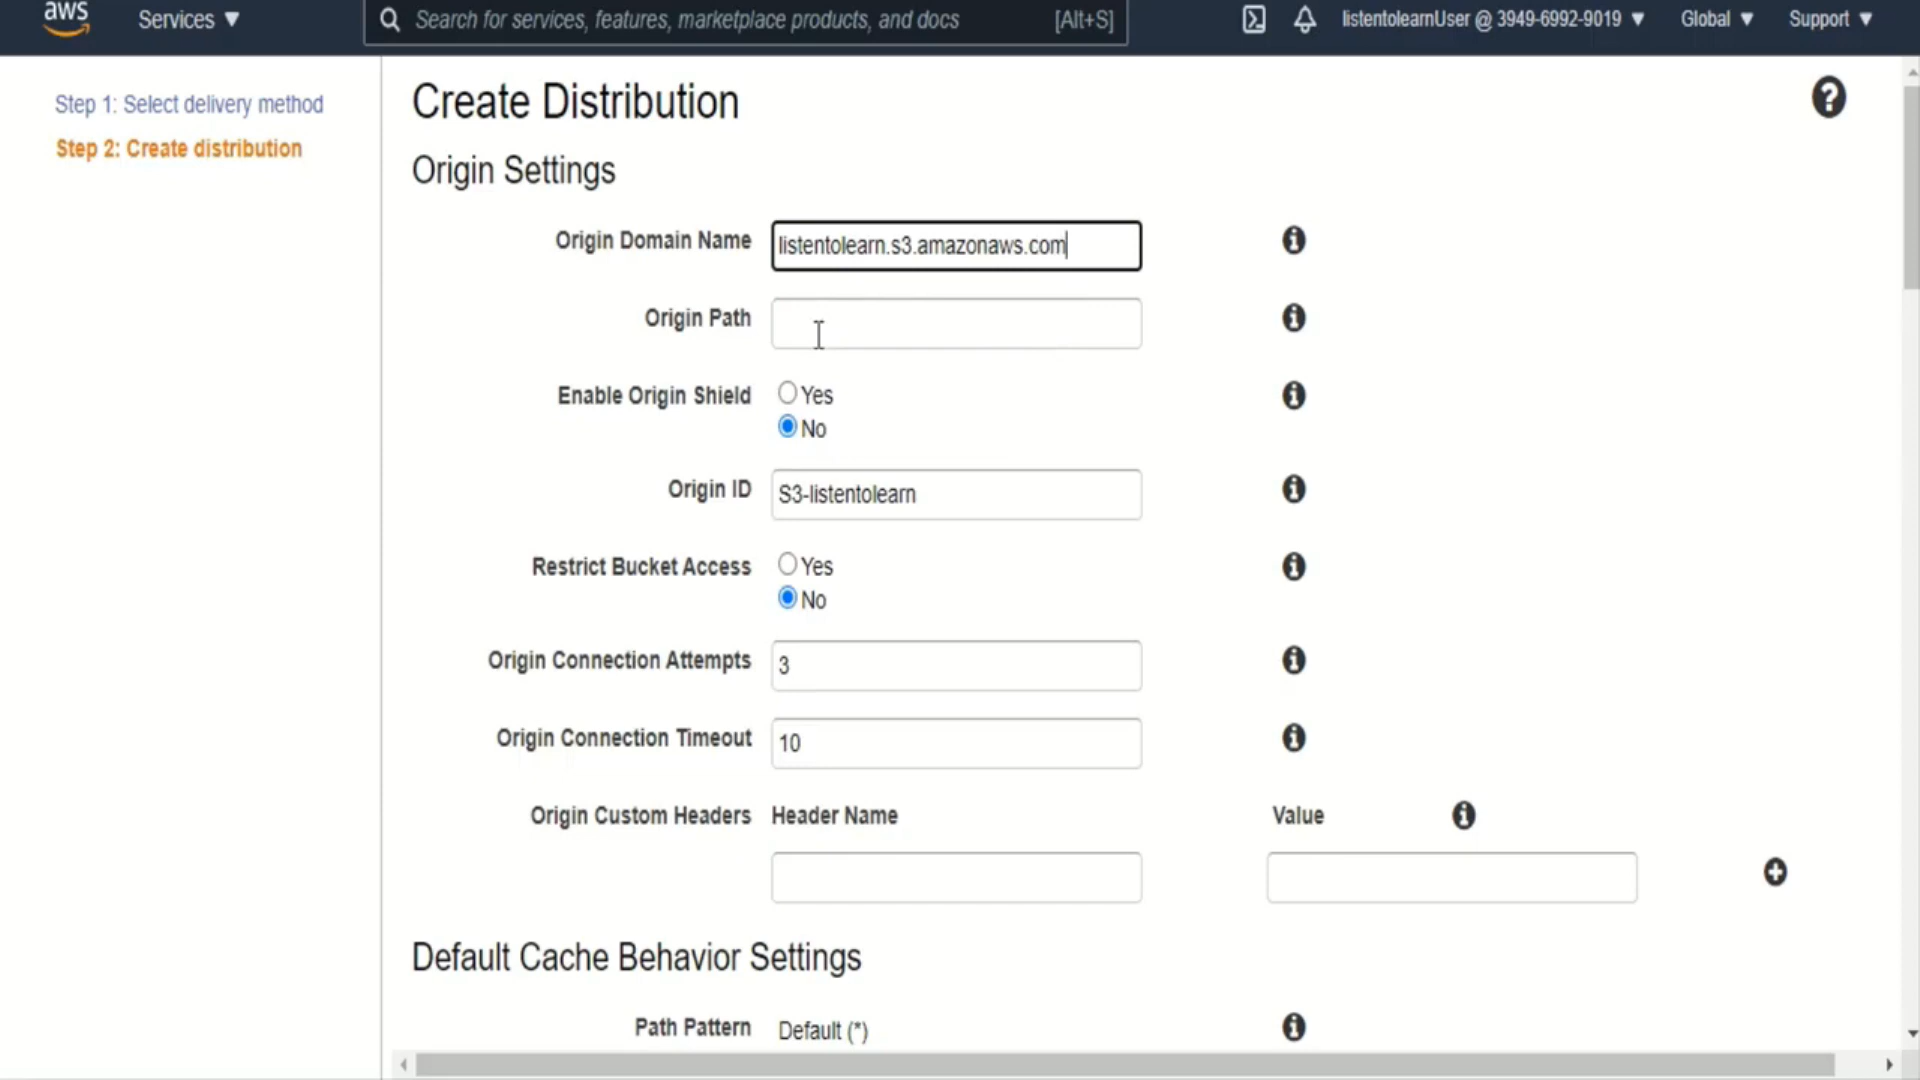 aws
Services ▼
Search for services, features, marketplace products, and docs [Alt+S]
listentolearnUser @ 3949-6992-9019 ▼
Global ▼
Support ▼
Step 1: Select delivery method
Step 2: Create distribution
Create Distribution
Origin Settings
Origin Domain Name listentolearn.s3.amazonaws.com
Origin Path
Enable Origin Shield Yes
No
Origin ID S3-listentolearn
Restrict Bucket Access Yes
No
Origin Connection Attempts 3
Origin Connection Timeout 10
Origin Custom Headers Header Name Value
Default Cache Behavior Settings
Path Pattern Default (*)